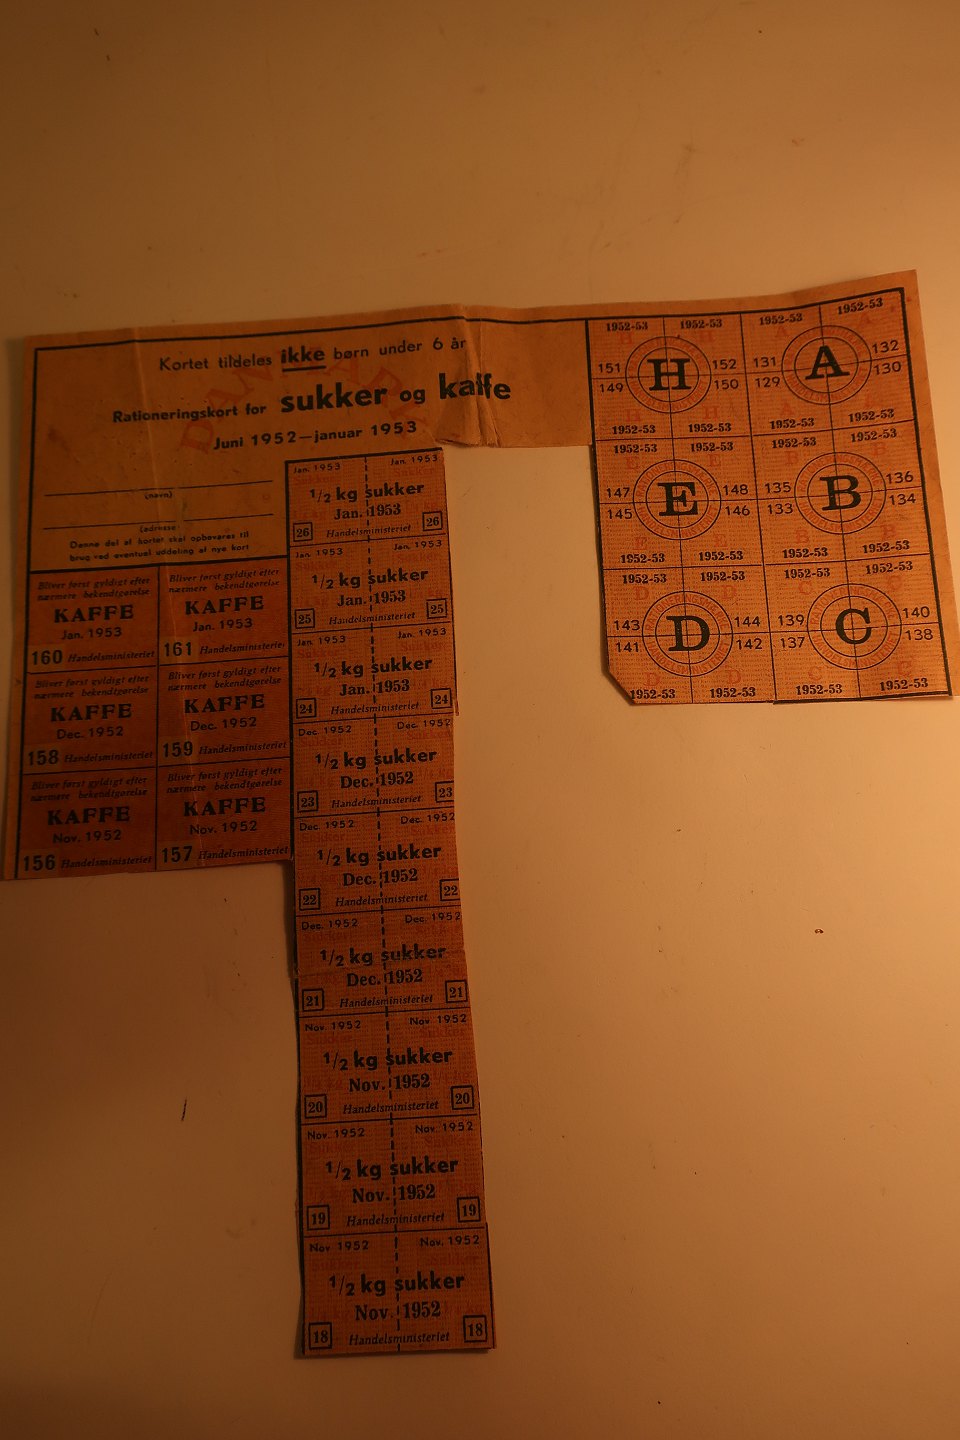 Kortet tildeles ikke børn under 6 år
Rationeringskort for sukker og kaffe
Juni 1952—januar 1953
DANMARK
(navn)
(adresse)
Denne del af kortet skal opbevares til
brug ved eventuel uddeling af nye kort
Bliver først gyldigt efter
nærmere bekendtgørelse
KAFFE
Jan. 1953
160 Handelsministeriet
Bliver først gyldigt efter
nærmere bekendtgørelse
KAFFE
Jan. 1953
161 Handelsministeriet
Bliver først gyldigt efter
nærmere bekendtgørelse
KAFFE
Dec. 1952
158 Handelsministeriet
Bliver først gyldigt efter
nærmere bekendtgørelse
KAFFE
Dec. 1952
159 Handelsministeriet
Bliver først gyldigt efter
nærmere bekendtgørelse
KAFFE
Nov. 1952
156 Handelsministeriet
Bliver først gyldigt efter
nærmere bekendtgørelse
KAFFE
Nov. 1952
157 Handelsministeriet
Jan. 1953 Jan. 1953
1/2 kg sukker
Jan. 1953
26 Handelsministeriet 26
Jan. 1953 Jan. 1953
1/2 kg sukker
Jan. 1953
25 Handelsministeriet 25
Jan. 1953 Jan. 1953
1/2 kg sukker
Jan. 1953
24 Handelsministeriet 24
Dec. 1952 Dec. 1952
1/2 kg sukker
Dec. 1952
23 Handelsministeriet 23
Dec. 1952 Dec. 1952
1/2 kg sukker
Dec. 1952
22 Handelsministeriet 22
Dec. 1952 Dec. 1952
1/2 kg sukker
Dec. 1952
21 Handelsministeriet 21
Nov. 1952 Nov. 1952
1/2 kg sukker
Nov. 1952
20 Handelsministeriet 20
Nov. 1952 Nov. 1952
1/2 kg sukker
Nov. 1952
19 Handelsministeriet 19
Nov 1952 Nov. 1952
1/2 kg sukker
Nov. 1952
18 Handelsministeriet 18
1952-53 1952-53 1952-53 1952-53
151 H 152 131 A 132
149 150 129 130
1952-53 1952-53 1952-53 1952-53
1952-53 1952-53 1952-53 1952-53
147 E 148 135 B 136
145 146 133 134
1952-53 1952-53 1952-53 1952-53
1952-53 1952-53 1952-53 1952-53
143 D 144 139 C 140
141 142 137 138
1952-53 1952-53 1952-53 1952-53